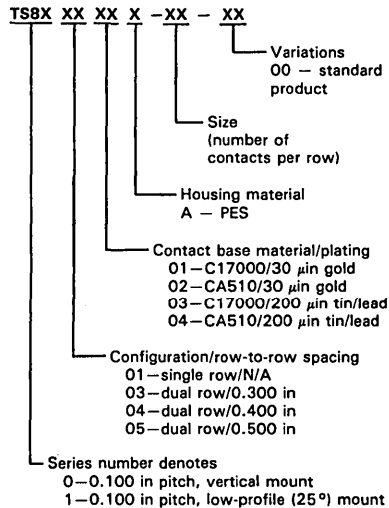 TS8X XX XX X -XX - XX
Variations
00 — standard
product
Size
(number of
contacts per row)
Housing material
A — PES
Contact base material/plating
01—C17000/30 μin gold
02—CA510/30 μin gold
03—C17000/200 μin tin/lead
04—CA510/200 μin tin/lead
Configuration/row-to-row spacing
01—single row/N/A
03—dual row/0.300 in
04—dual row/0.400 in
05—dual row/0.500 in
Series number denotes
0—0.100 in pitch, vertical mount
1—0.100 in pitch, low-profile (25°) mount